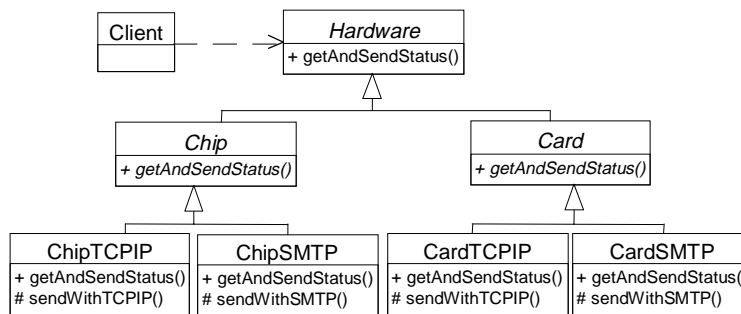 Client
Hardware
+ getAndSendStatus()
Chip
+ getAndSendStatus()
Card
+ getAndSendStatus()
ChipTCPIP
+ getAndSendStatus()
# sendWithTCPIP()
ChipSMTP
+ getAndSendStatus()
# sendWithSMTP()
CardTCPIP
+ getAndSendStatus()
# sendWithTCPIP()
CardSMTP
+ getAndSendStatus()
# sendWithSMTP()